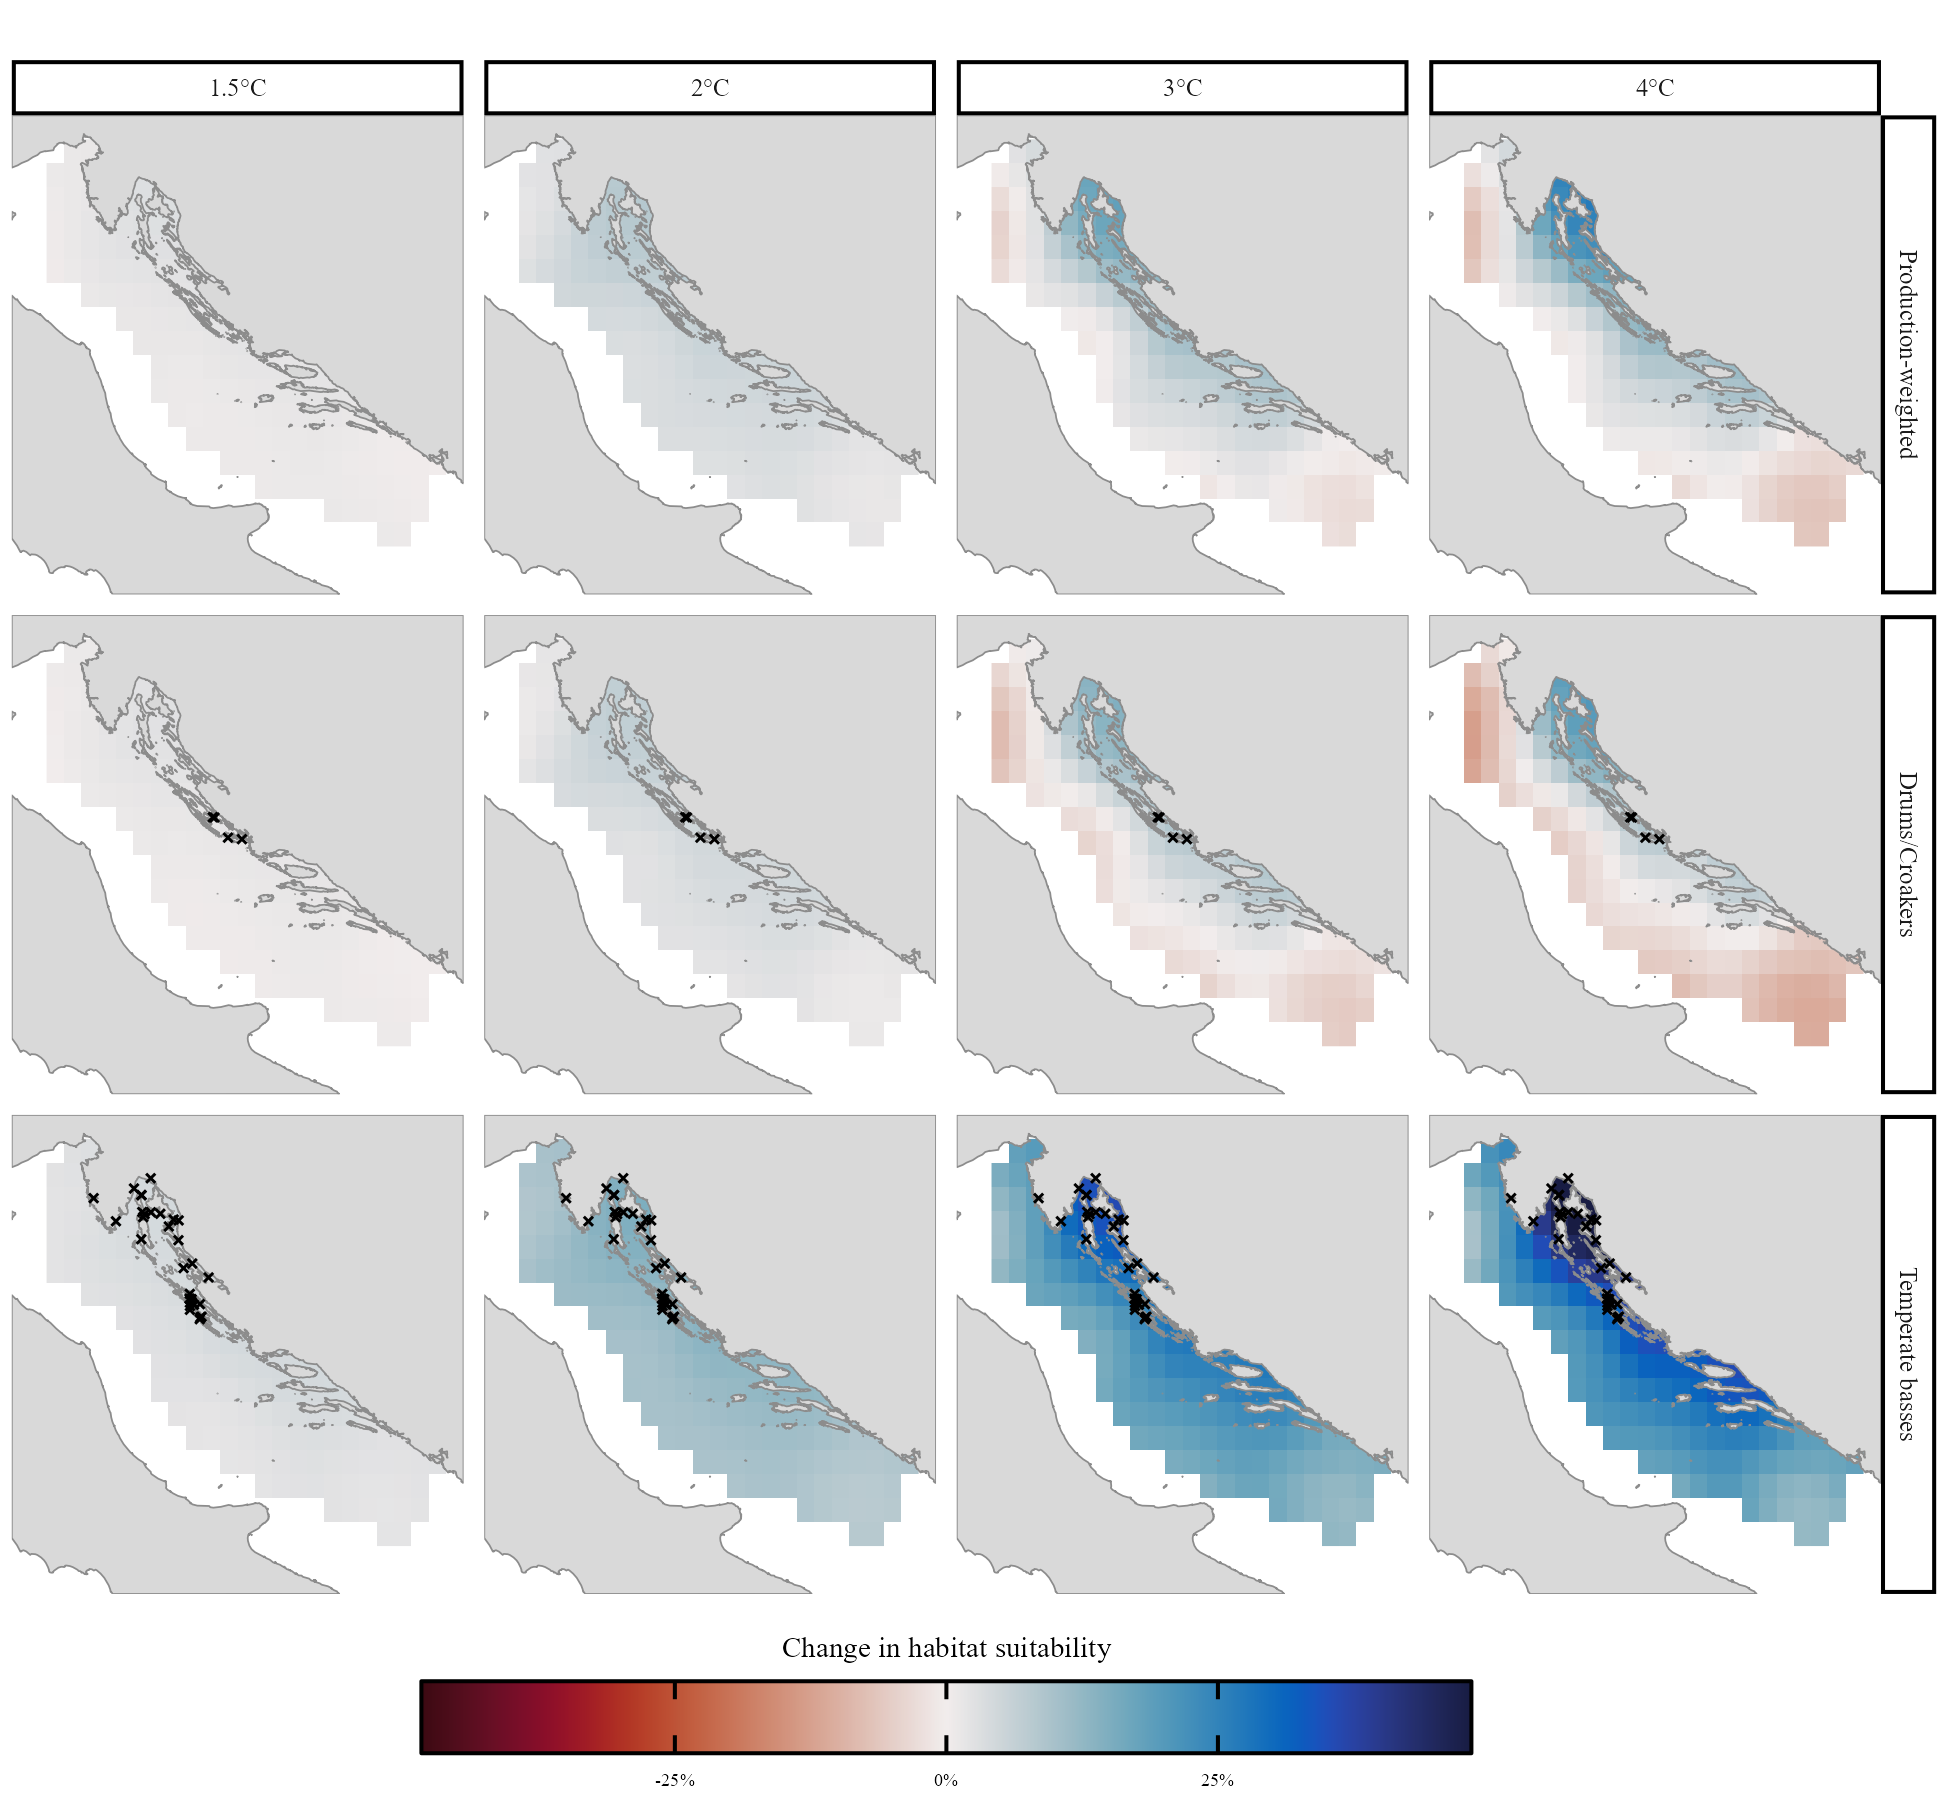 1.5°C
2°C
3°C
4°C
Production-weighted
Drums/Croakers
Temperate basses
Change in habitat suitability
-25%
0%
25%